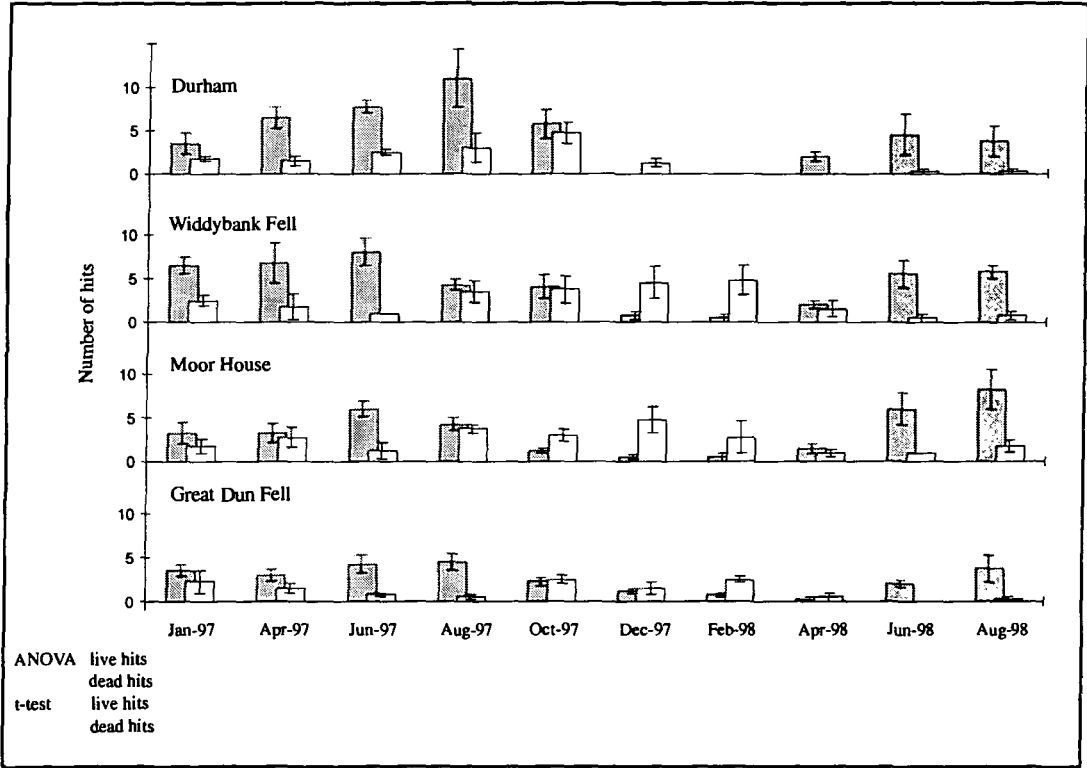 Durham
10
5
0
Widdybank Fell
10
5
0
Number of hits
Moor House
10
5
0
Great Dun Fell
10
5
0
Jan-97 Apr-97 Jun-97 Aug-97 Oct-97 Dec-97 Feb-98 Apr-98 Jun-98 Aug-98
ANOVA live hits
dead hits
t-test live hits
dead hits